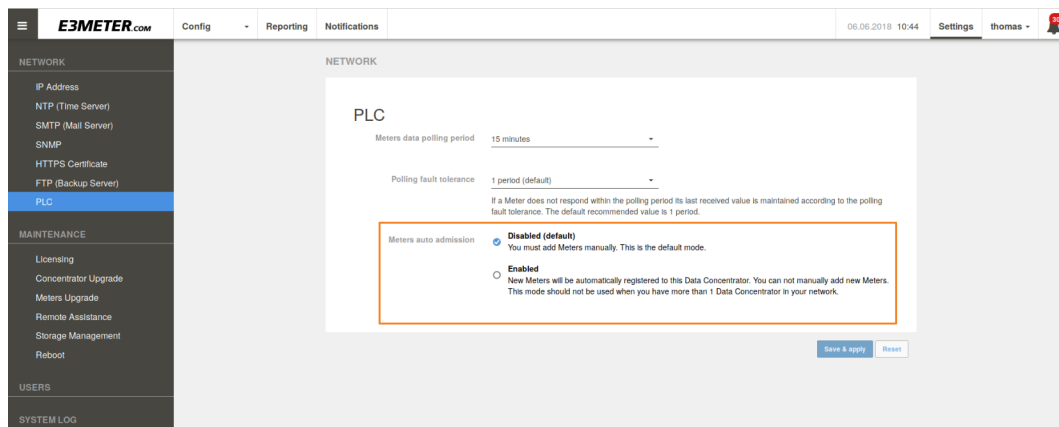 E3METER.COM
Config
Reporting
Notifications
06.06.2018 10:44
Settings
thomas
30
NETWORK
IP Address
NTP (Time Server)
SMTP (Mail Server)
SNMP
HTTPS Certificate
FTP (Backup Server)
PLC
MAINTENANCE
Licensing
Concentrator Upgrade
Meters Upgrade
Remote Assistance
Storage Management
Reboot
USERS
SYSTEM LOG
NETWORK
PLC
Meters data polling period
15 minutes
Polling fault tolerance
1 period (default)
If a Meter does not respond within the polling period its last received value is maintained according to the polling
fault tolerance. The default recommended value is 1 period.
Meters auto admission
Disabled (default)
You must add Meters manually. This is the default mode.
Enabled
New Meters will be automatically registered to this Data Concentrator. You can not manually add new Meters.
This mode should not be used when you have more than 1 Data Concentrator in your network.
Save & apply
Reset